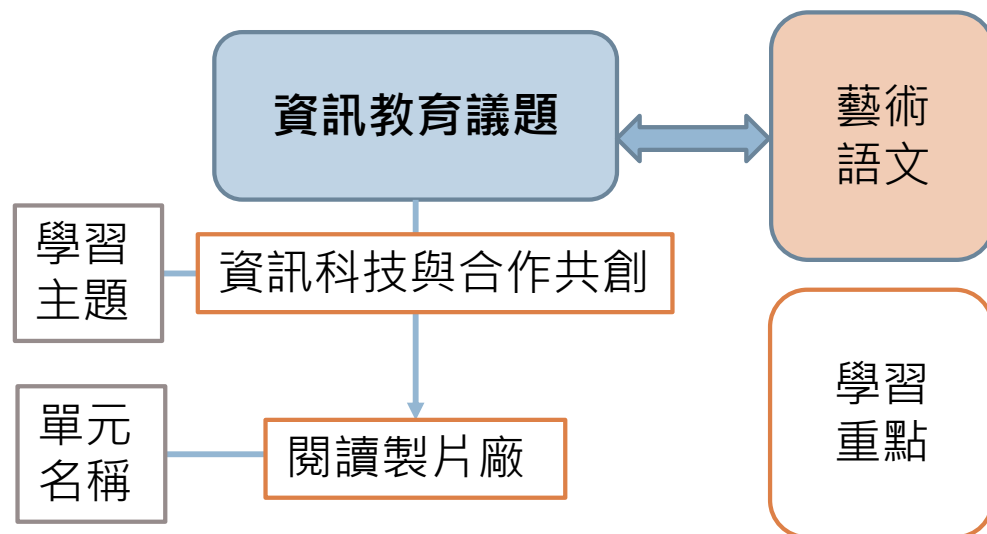 資訊教育議題
藝術
語文
學習
主題
資訊科技與合作共創
單元
名稱
閱讀製片廠
學習
重點